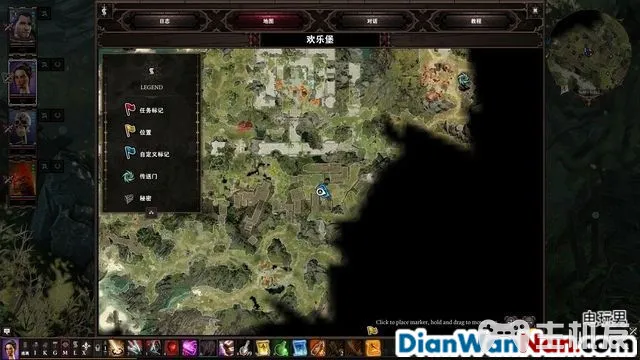 日志
地图
对话
教程
欢乐堡
LEGEND
任务标记
位置
自定义标记
传送门
秘密
Click to place marker, hold and drag to mo
I K G M L
电玩男
DianWanNan.com